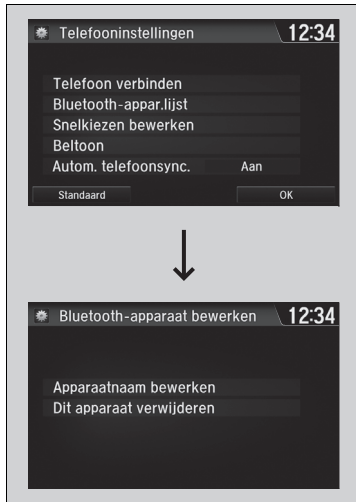 Telefooninstellingen 12:34
Telefoon verbinden
Bluetooth-appar.lijst
Snelkiezen bewerken
Beltoon
Autom. telefoonsync. Aan
Standaard OK
Bluetooth-apparaat bewerken 12:34
Apparaatnaam bewerken
Dit apparaat verwijderen